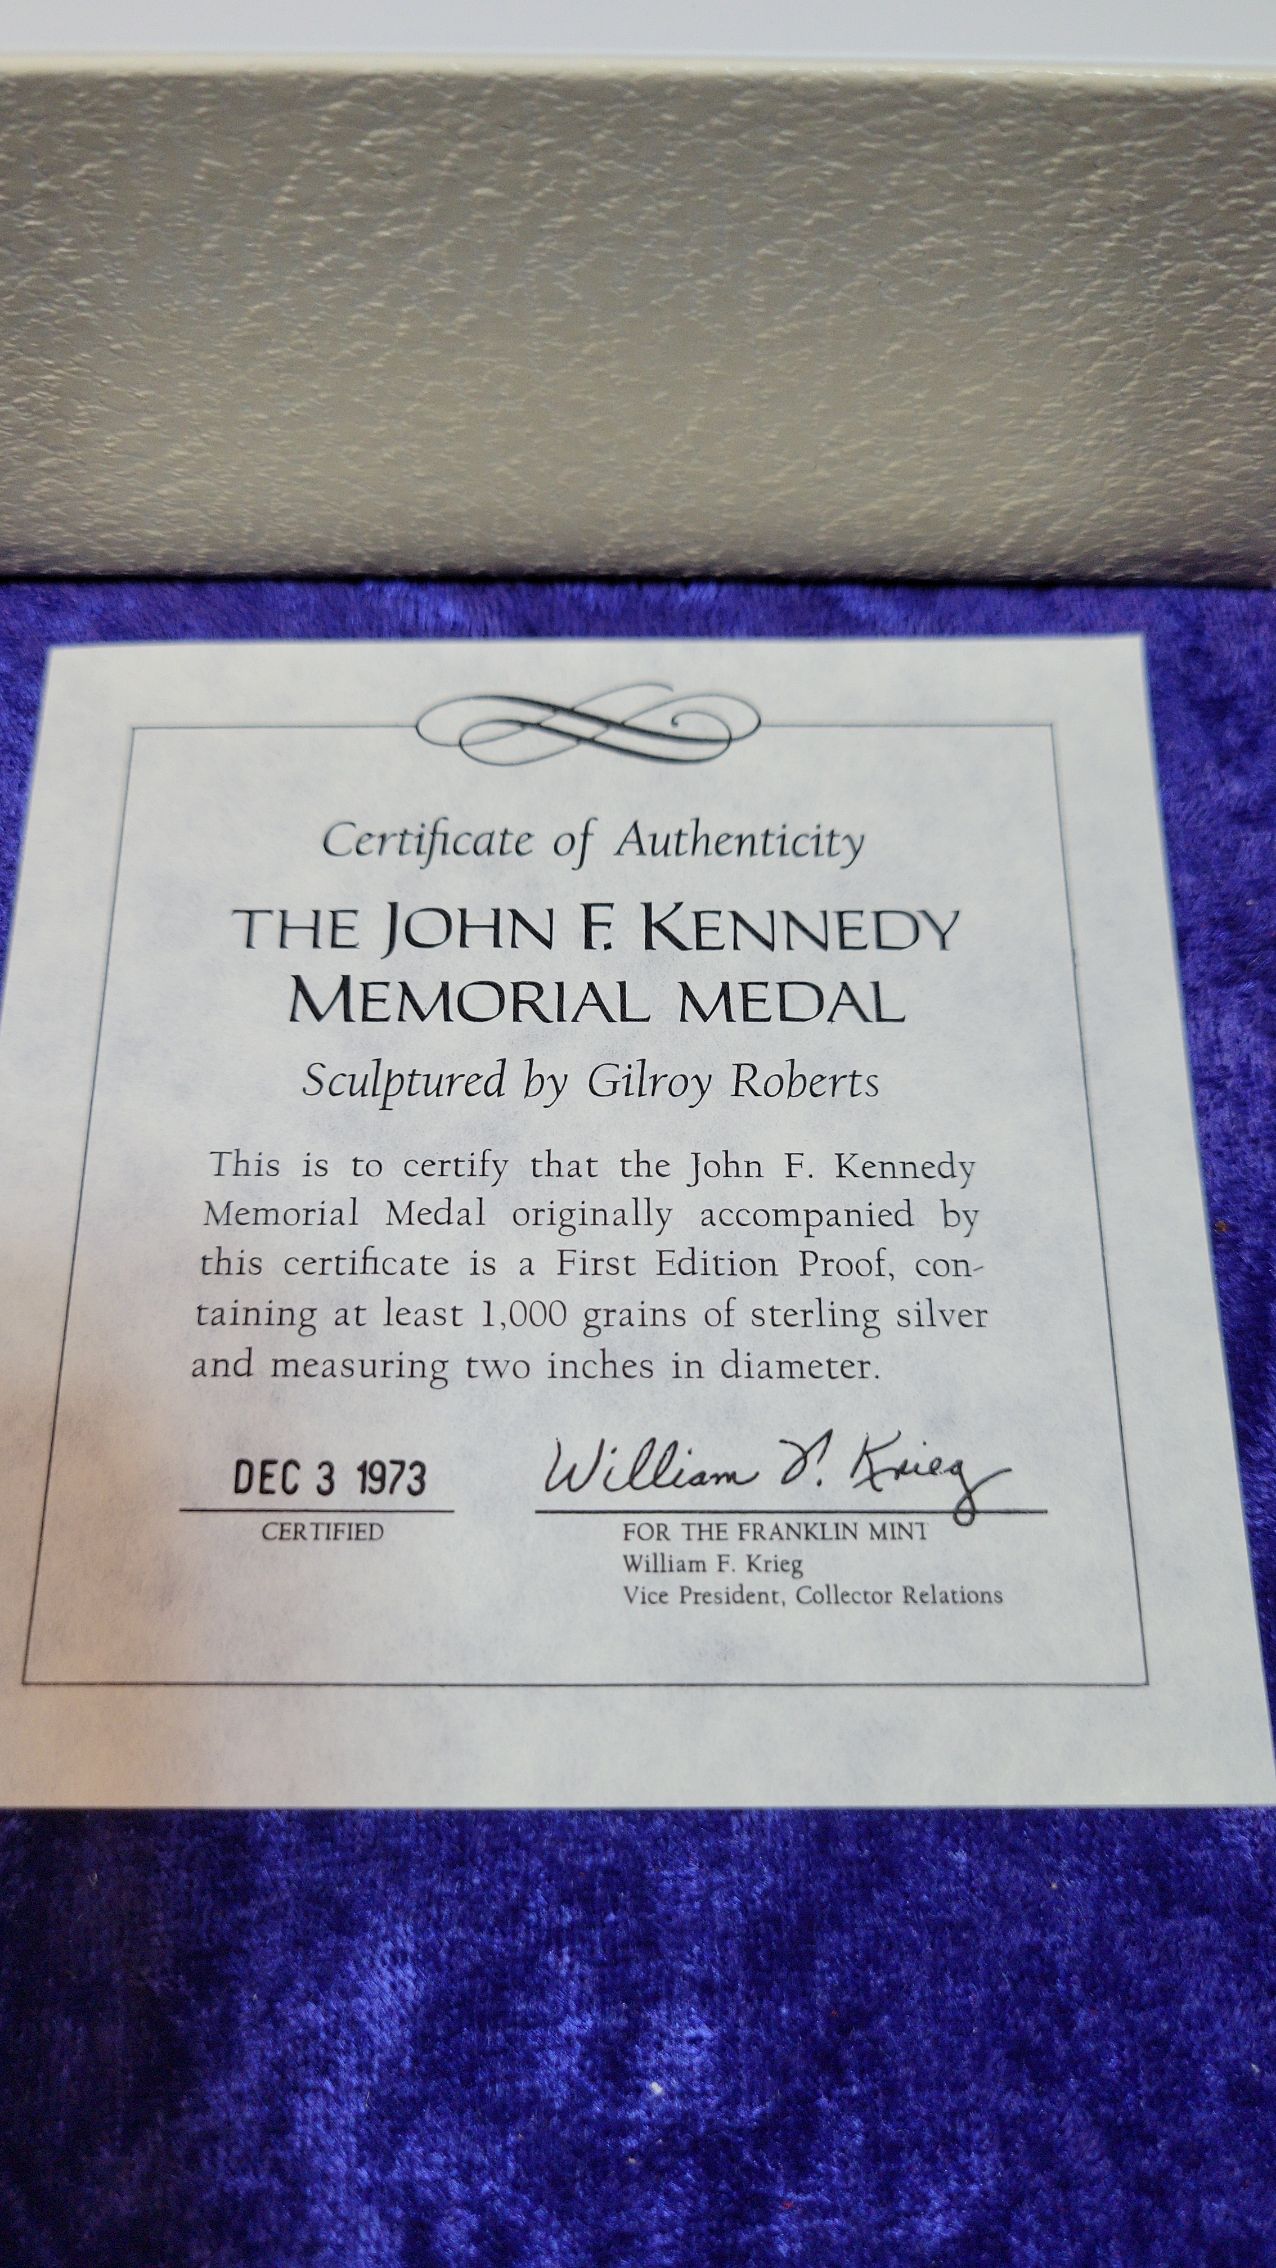 Certificate of Authenticity
THE JOHN F. KENNEDY
MEMORIAL MEDAL
Sculptured by Gilroy Roberts
This is to certify that the John F. Kennedy
Memorial Medal originally accompanied by
this certificate is a First Edition Proof, con-
taining at least 1,000 grains of sterling silver
and measuring two inches in diameter.
DEC 3 1973
CERTIFIED
William F. Krieg
FOR THE FRANKLIN MINT
William F. Krieg
Vice President, Collector Relations